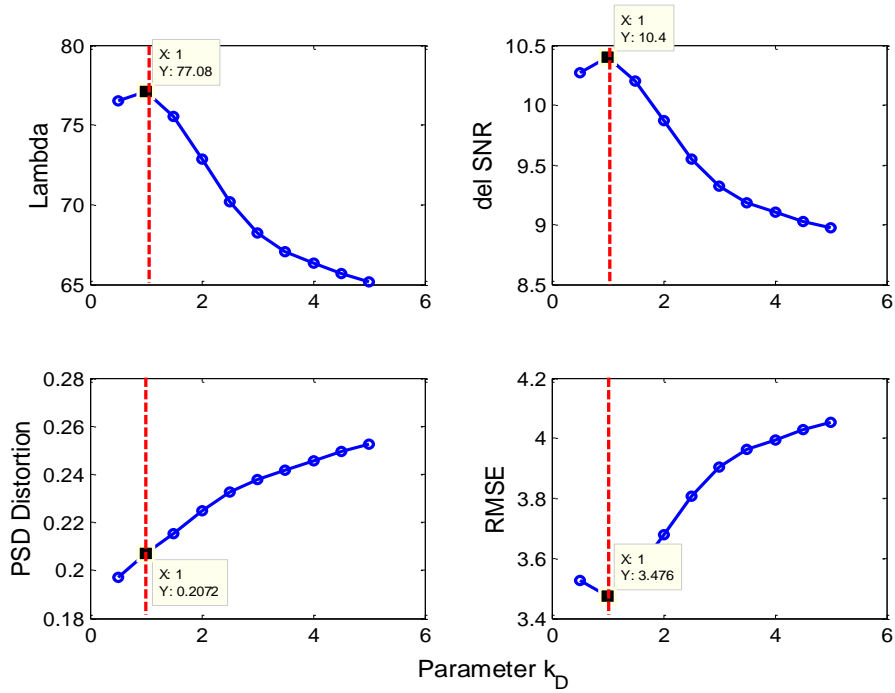 80
75
70
65
0
2
4
6
Lambda
X: 1
Y: 77.08
10.5
10
9.5
9
8.5
0
2
4
6
del SNR
X: 1
Y: 10.4
0.28
0.26
0.24
0.22
0.2
0.18
0
2
4
6
PSD Distortion
X: 1
Y: 0.2072
4.2
4
3.8
3.6
3.4
0
2
4
6
RMSE
X: 1
Y: 3.476
Parameter k_D